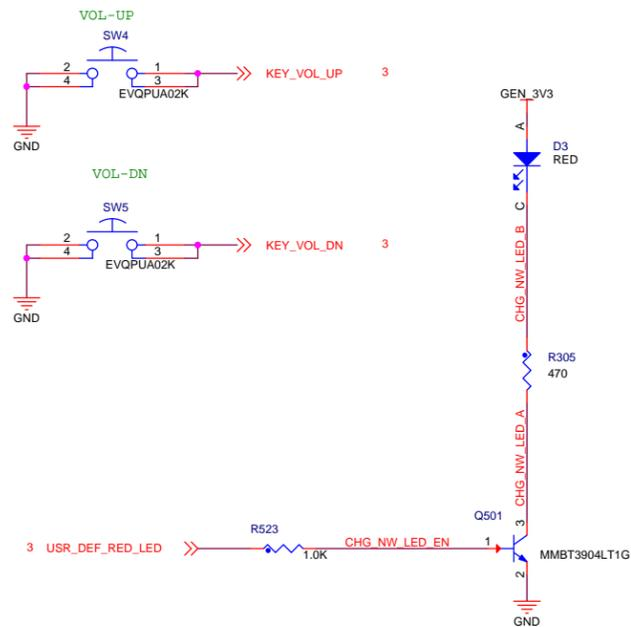 VOL-UP
SW4
2
4
1
3
EVQPUA02K
KEY_VOL_UP 3
GND
GEN_3V3
A
D3
RED
C
VOL-DN
SW5
2
4
1
3
EVQPUA02K
KEY_VOL_DN 3
GND
CHG_NW_LED_B
R305
470
CHG_NW_LED_A
3 USR_DEF_RED_LED
R523
1.0K
CHG_NW_LED_EN
Q501
1
3
2
MMBT3904LT1G
GND